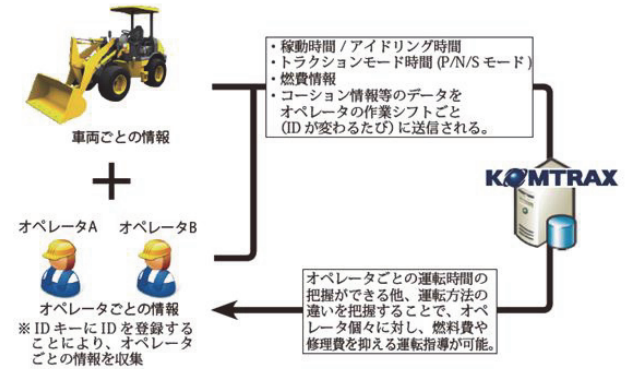 ・稼動時間 / アイドリング時間
・トラクションモード時間 (P/N/S モード)
・燃費情報
・コーション情報等のデータを
オペレータの作業シフトごと
(ID が変わるたび) に送信される。
車両ごとの情報
KOMTRAX
オペレータA オペレータB
オペレータごとの情報
※ ID キーに ID を登録する
ことにより、オペレータ
ごとの情報を収集
オペレータごとの運転時間の
把握ができる他、運転方法の
違いを把握することで、オペ
レータ個々に対し、燃料費や
修理費を抑える運転指導が可能。